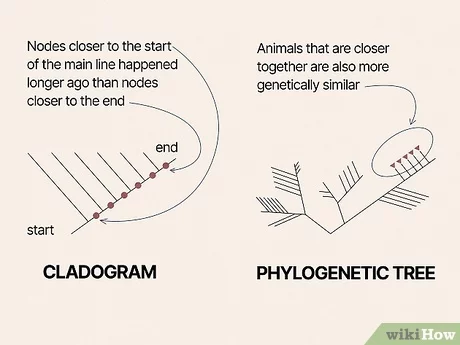 Nodes closer to the start
of the main line happened
longer ago than nodes
closer to the end
end
start
CLADOGRAM
Animals that are closer
together are also more
genetically similar
PHYLOGENETIC TREE
wikiHow